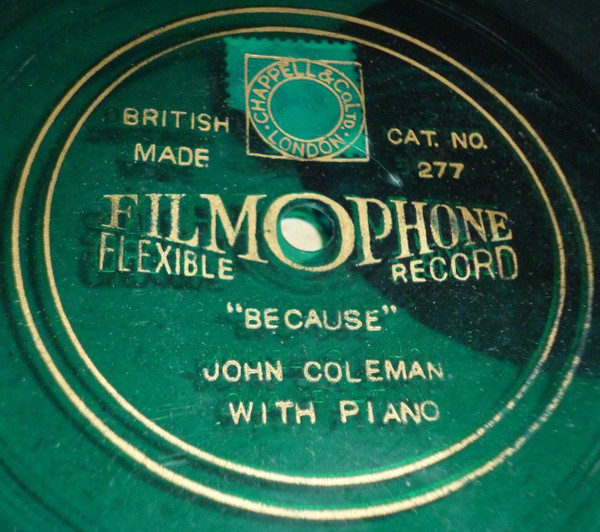 CHAPPELL & Co. LTD
· LONDON ·
BRITISH
MADE
CAT. NO.
277
FILMOPHONE
FLEXIBLE RECORD
"BECAUSE"
JOHN COLEMAN
WITH PIANO